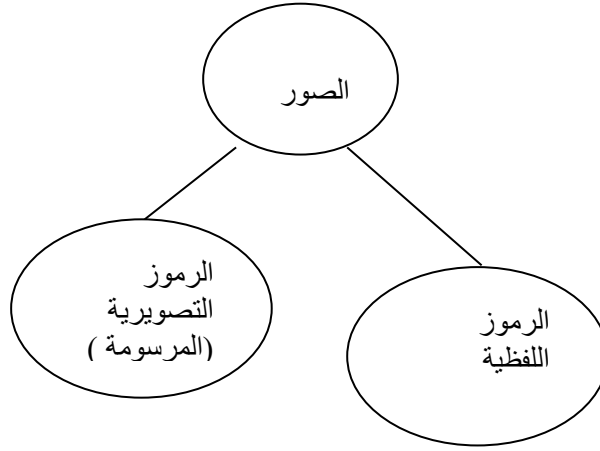 الصور
الرموز
التصويرية
(المرسومة )
الرموز
اللفظية